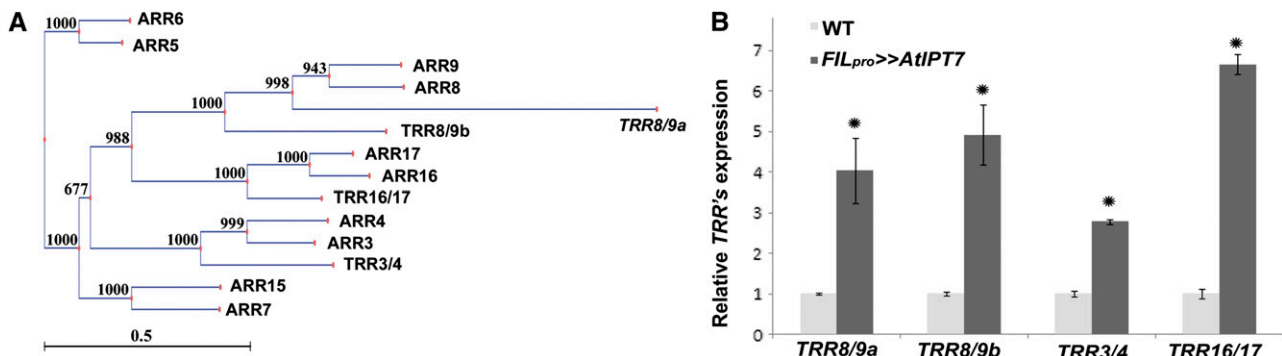 A
1000
ARR6
ARR5
943
ARR9
998
ARR8
1000
TRR8/9a
TRR8/9b
988
ARR17
1000
ARR16
1000
TRR16/17
677
ARR4
999
ARR3
1000
TRR3/4
1000
ARR15
1000
ARR7
0.5
B
WT
FILpro>>AtIPT7
Relative TRR's expression
7
6
5
4
3
2
1
0
* * * *
TRR8/9a TRR8/9b TRR3/4 TRR16/17